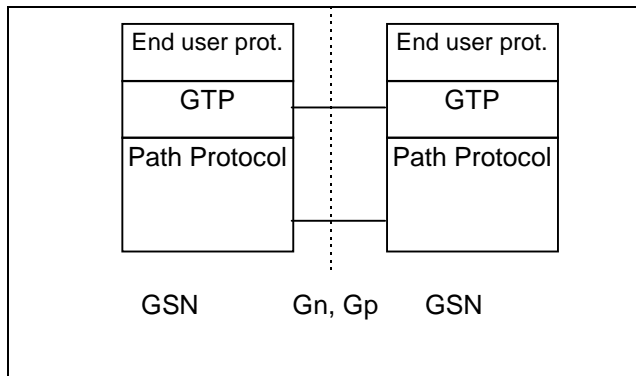 End user prot. End user prot.
GTP GTP
Path Protocol Path Protocol
GSN Gn, Gp GSN